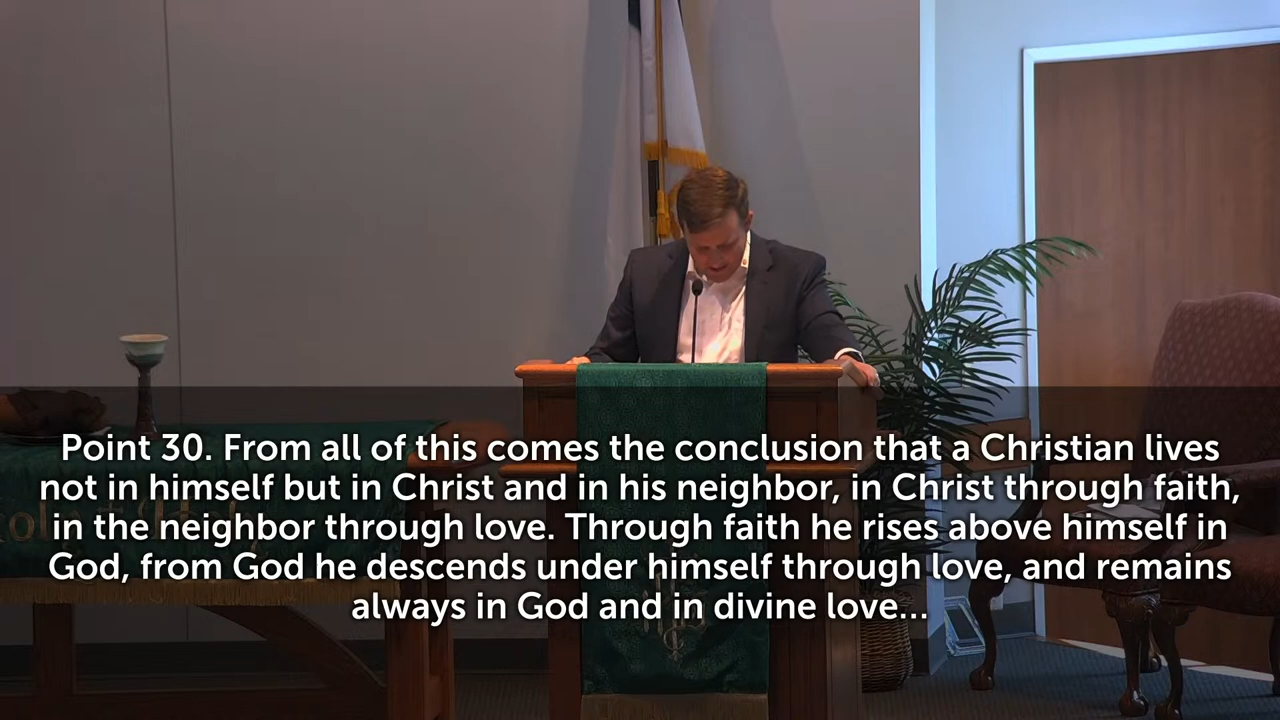 Point 30. From all of this comes the conclusion that a Christian lives
not in himself but in Christ and in his neighbor, in Christ through faith,
in the neighbor through love. Through faith he rises above himself in
God, from God he descends under himself through love, and remains
always in God and in divine love...